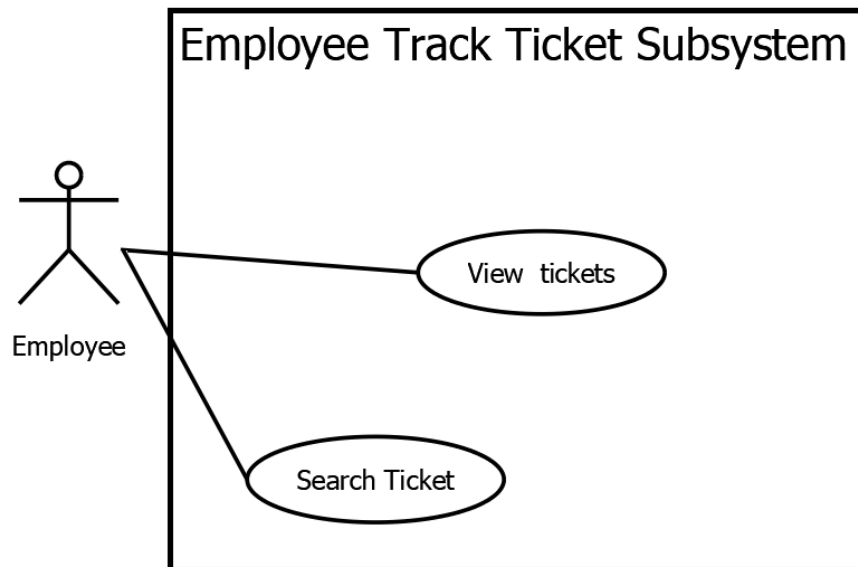 Employee Track Ticket Subsystem
View tickets
Employee
Search Ticket